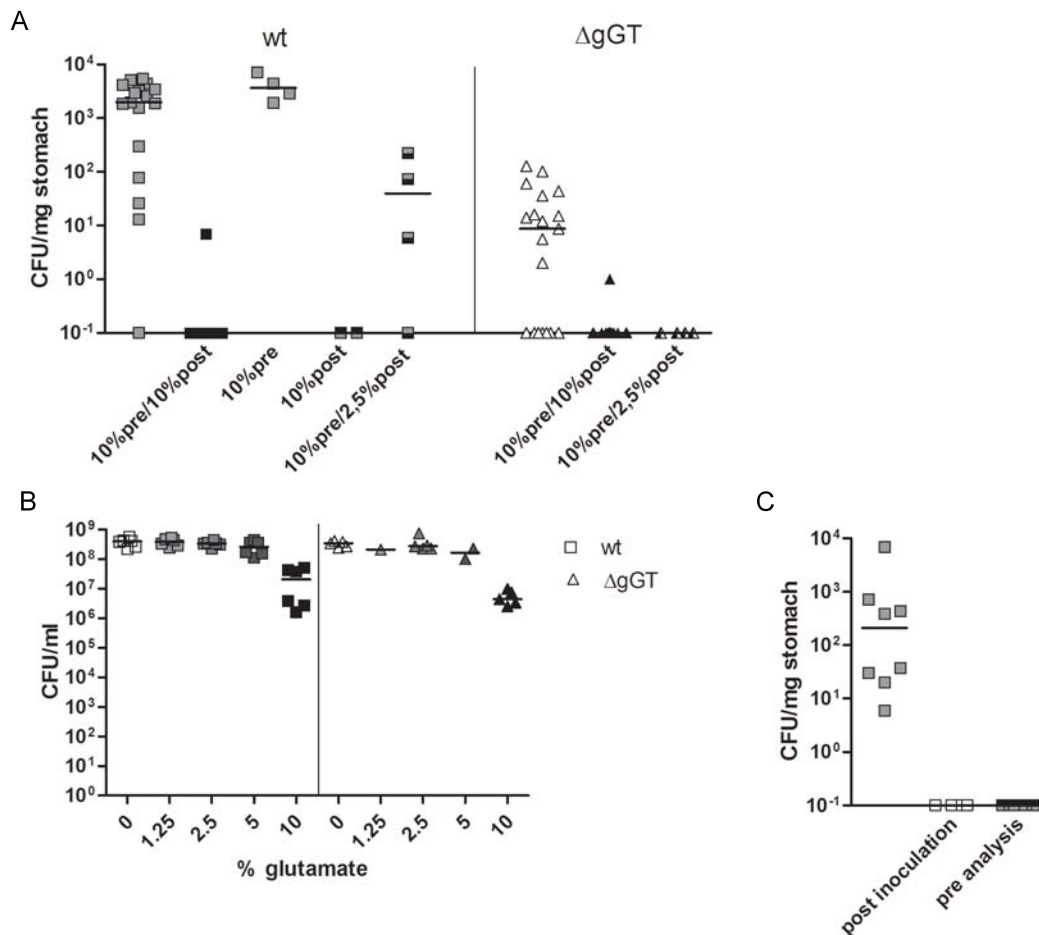 A
wt
ΔgGT
CFU/mg stomach
10⁴
10³
10²
10¹
10⁰
10⁻¹
10%pre/10%post
10%pre
10%post
10%pre/2,5%post
10%pre/10%post
10%pre/2,5%post
B
CFU/ml
10⁹
10⁸
10⁷
10⁶
10⁵
10⁴
10³
10²
10¹
10⁰
0
1.25
2.5
5
10
0
1.25
2.5
5
10
% glutamate
wt
ΔgGT
C
CFU/mg stomach
10⁴
10³
10²
10¹
10⁰
10⁻¹
post inoculation
pre analysis